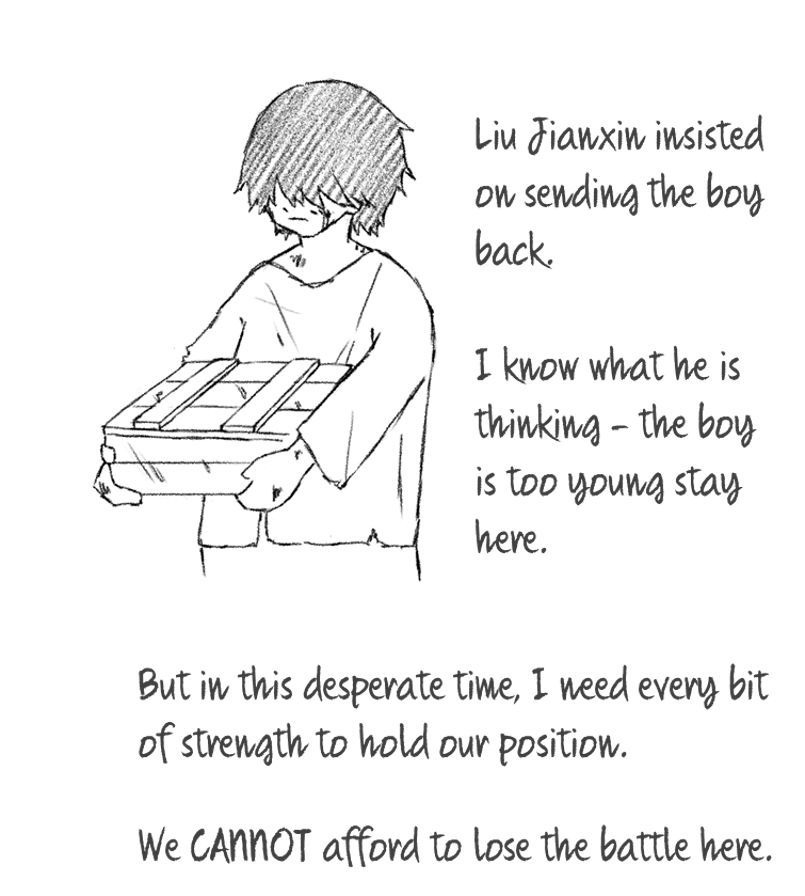 Liu Jianxin insisted
on sending the boy
back.
I know what he is
thinking – the boy
is too young stay
here.
But in this desperate time, I need every bit
of strength to hold our position.
We CANNOT afford to lose the battle here.